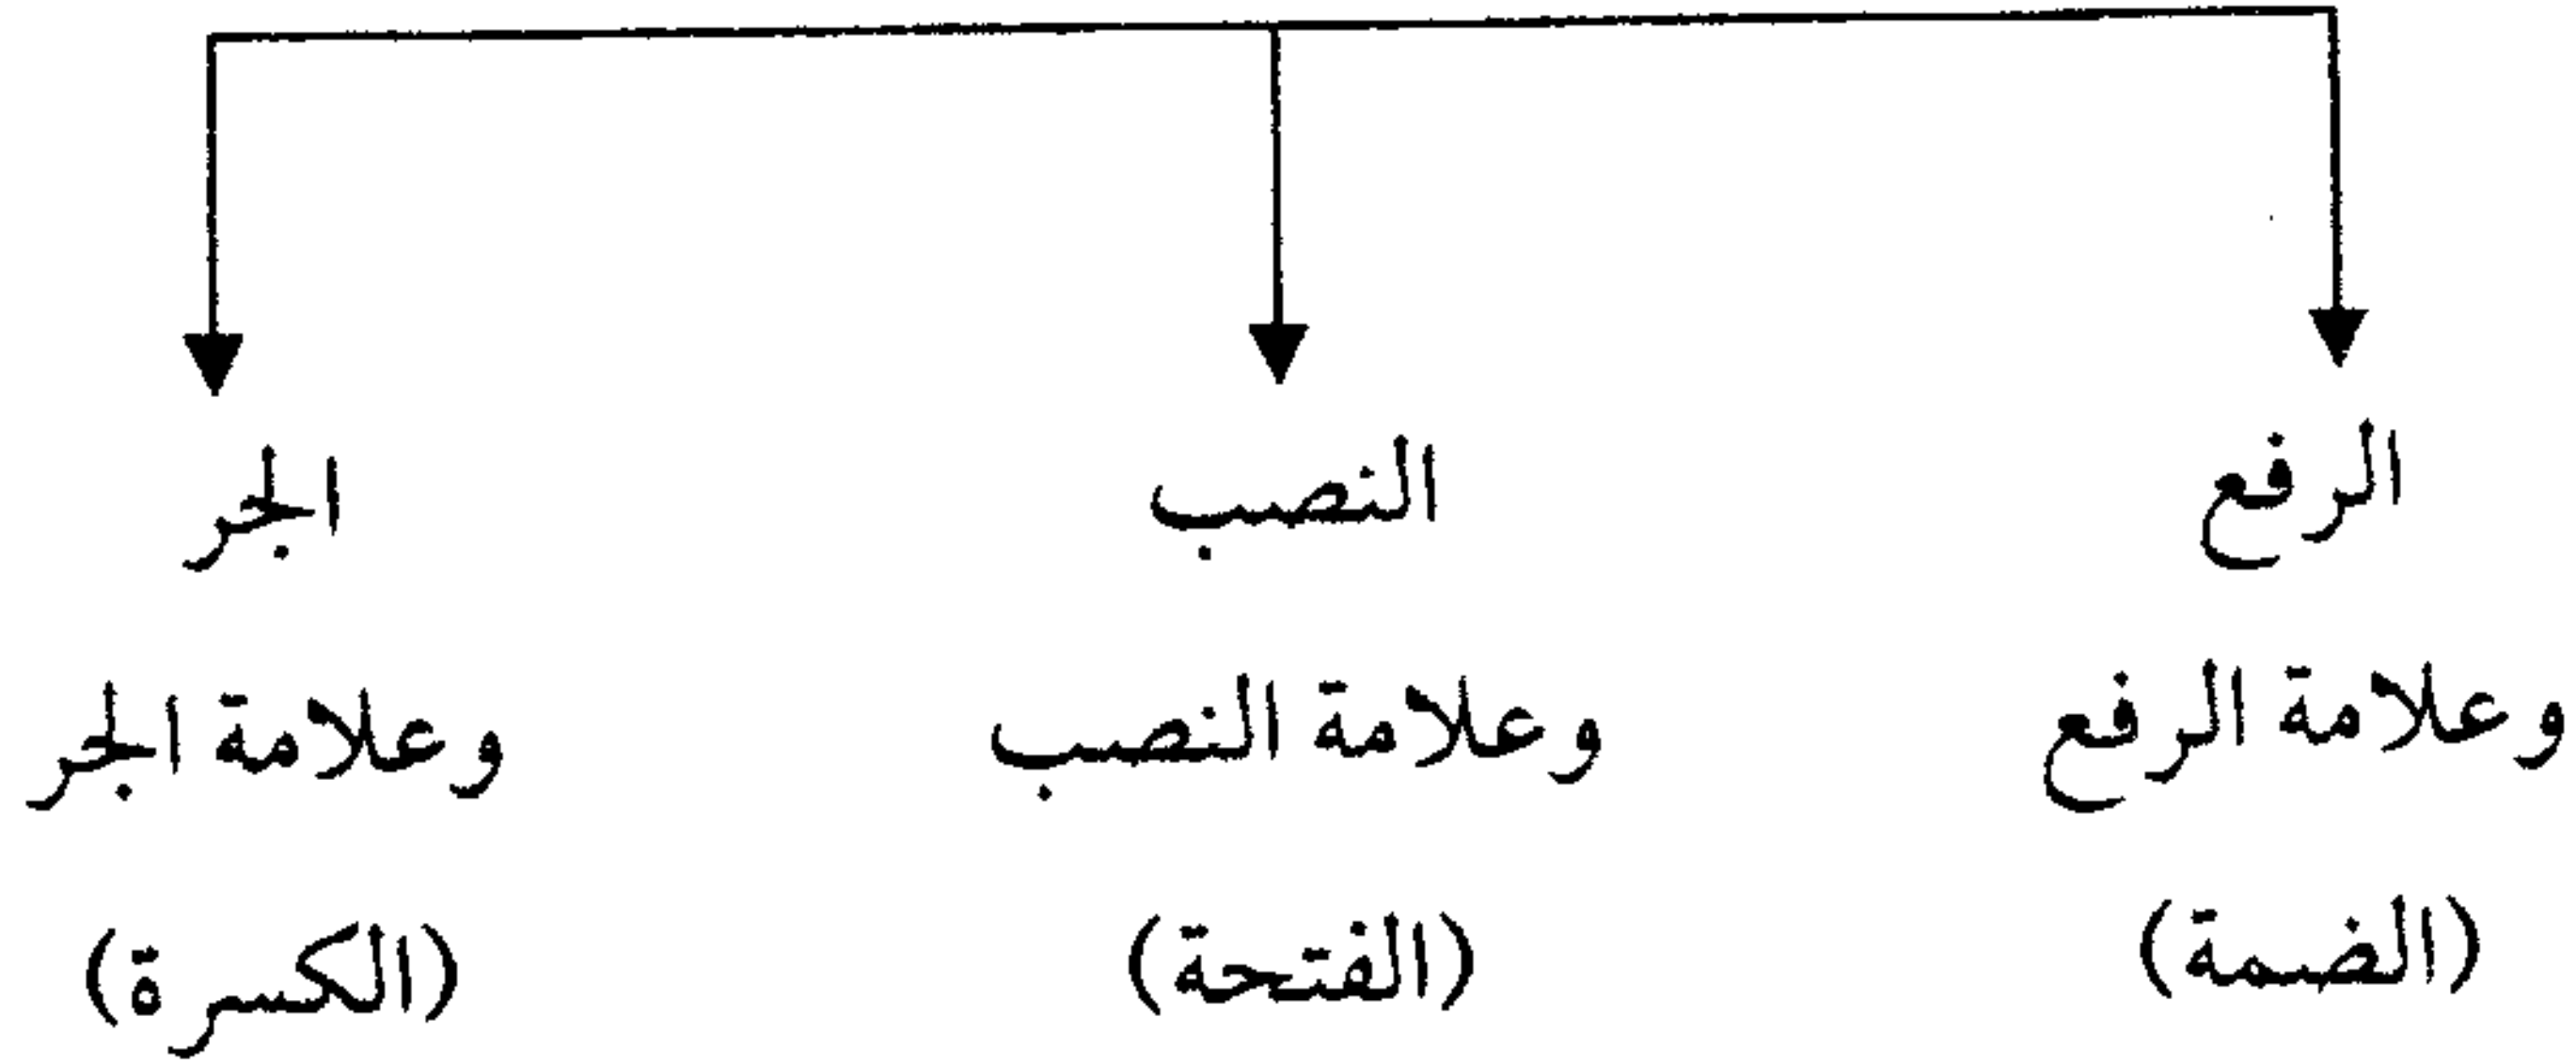 الرفع
النصب
الجر
وعلامة الرفع
وعلامة النصب
وعلامة الجر
(الضمة)
(الفتحة)
(الكسرة)